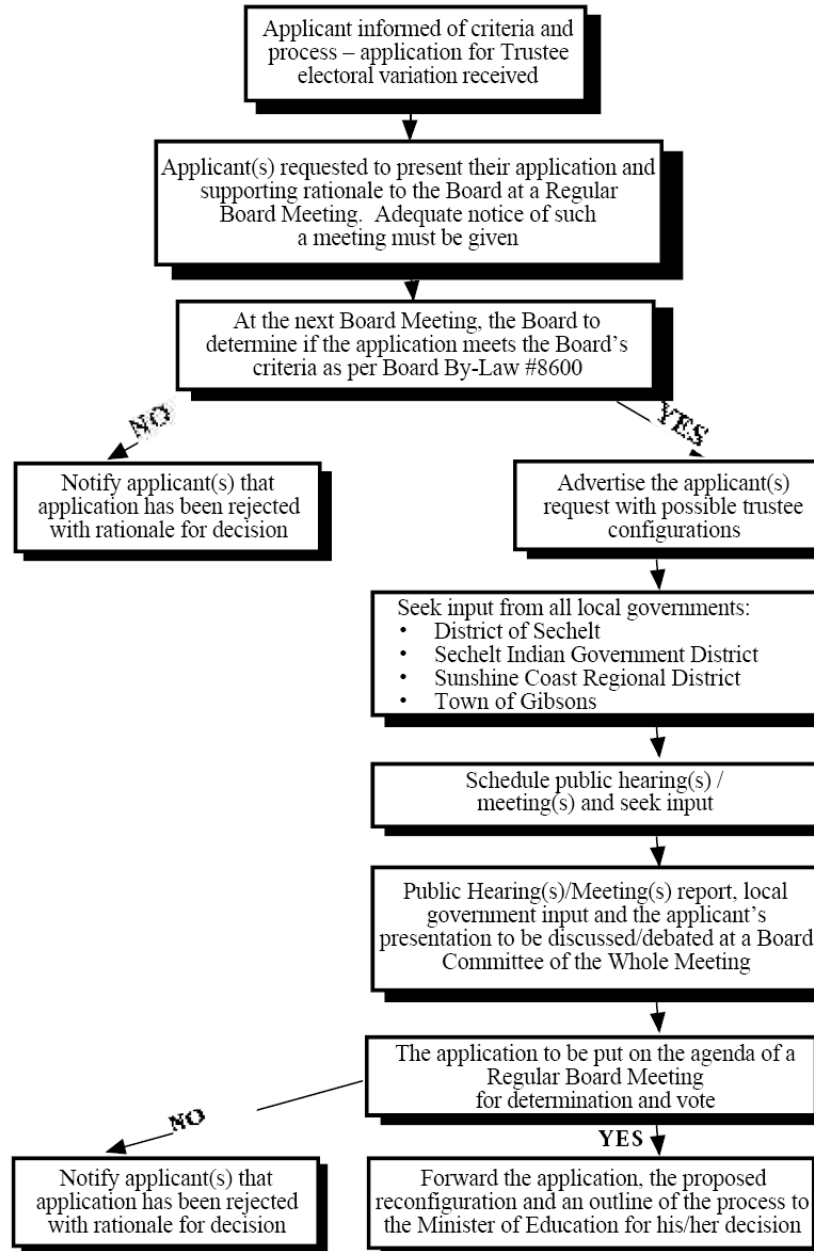 Applicant informed of criteria and
process – application for Trustee
electoral variation received
Applicant(s) requested to present their application and
supporting rationale to the Board at a Regular
Board Meeting.  Adequate notice of such
a meeting must be given
At the next Board Meeting, the Board to
determine if the application meets the Board's
criteria as per Board By-Law #8600
NO
YES
Notify applicant(s) that
application has been rejected
with rationale for decision
Advertise the applicant(s)
request with possible trustee
configurations
Seek input from all local governments:
• District of Sechelt
• Sechelt Indian Government District
• Sunshine Coast Regional District
• Town of Gibsons
Schedule public hearing(s) /
meeting(s) and seek input
Public Hearing(s)/Meeting(s) report, local
government input and the applicant's
presentation to be discussed/debated at a Board
Committee of the Whole Meeting
The application to be put on the agenda of a
Regular Board Meeting
for determination and vote
NO
YES
Notify applicant(s) that
application has been rejected
with rationale for decision
Forward the application, the proposed
reconfiguration and an outline of the process to
the Minister of Education for his/her decision